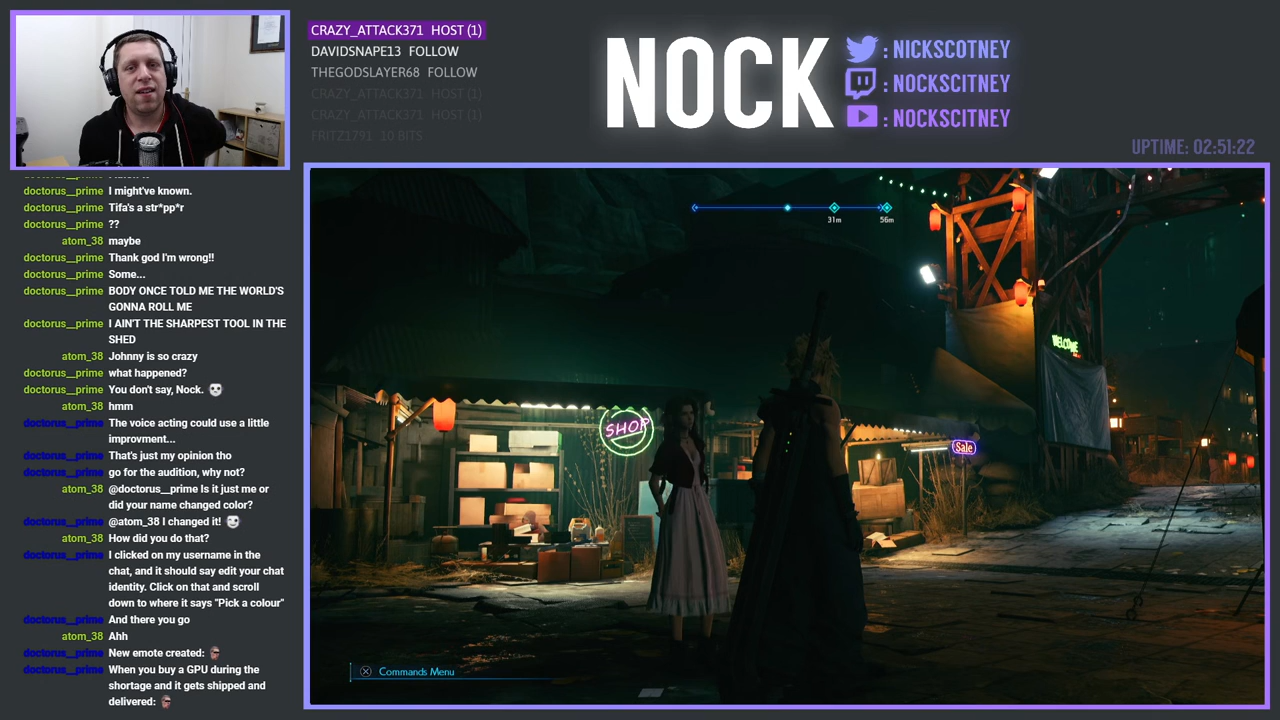 CRAZY_ATTACK371 HOST (1)
DAVIDSNAPE13 FOLLOW
THEGODSLAYER68 FOLLOW
CRAZY_ATTACK371 HOST (1)
CRAZY_ATTACK371 HOST (1)
FRITZ1791 10 BITS
NOCK
: NICKSCOTNEY
: NOCKSCITNEY
: NOCKSCITNEY
UPTIME: 02:51:22
doctorus__prime
doctorus__prime I might've known.
doctorus__prime Tifa's a str*pp*r
doctorus__prime ??
atom_38 maybe
doctorus__prime Thank god I'm wrong!!
doctorus__prime Some...
doctorus__prime BODY ONCE TOLD ME THE WORLD'S
GONNA ROLL ME
doctorus__prime I AIN'T THE SHARPEST TOOL IN THE
SHED
atom_38 Johnny is so crazy
doctorus__prime what happened?
doctorus__prime You don't say, Nock.
atom_38 hmm
doctorus__prime The voice acting could use a little
improvment...
doctorus__prime That's just my opinion tho
doctorus__prime go for the audition, why not?
atom_38 @doctorus__prime Is it just me or
did your name changed color?
doctorus__prime @atom_38 I changed it!
atom_38 How did you do that?
doctorus__prime I clicked on my username in the
chat, and it should say edit your chat
identity. Click on that and scroll
down to where it says "Pick a colour"
doctorus__prime And there you go
atom_38 Ahh
doctorus__prime New emote created:
doctorus__prime When you buy a GPU during the
shortage and it gets shipped and
delivered:
31m
56m
WELCOME
SHOP
Sale
Commands Menu